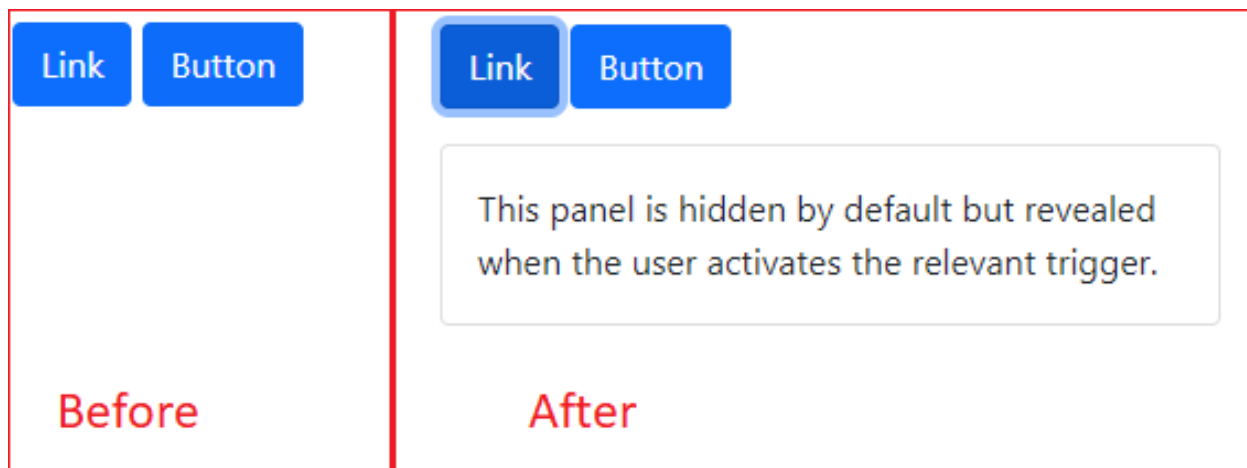 Link Button
Link Button
This panel is hidden by default but revealed
when the user activates the relevant trigger.
Before
After